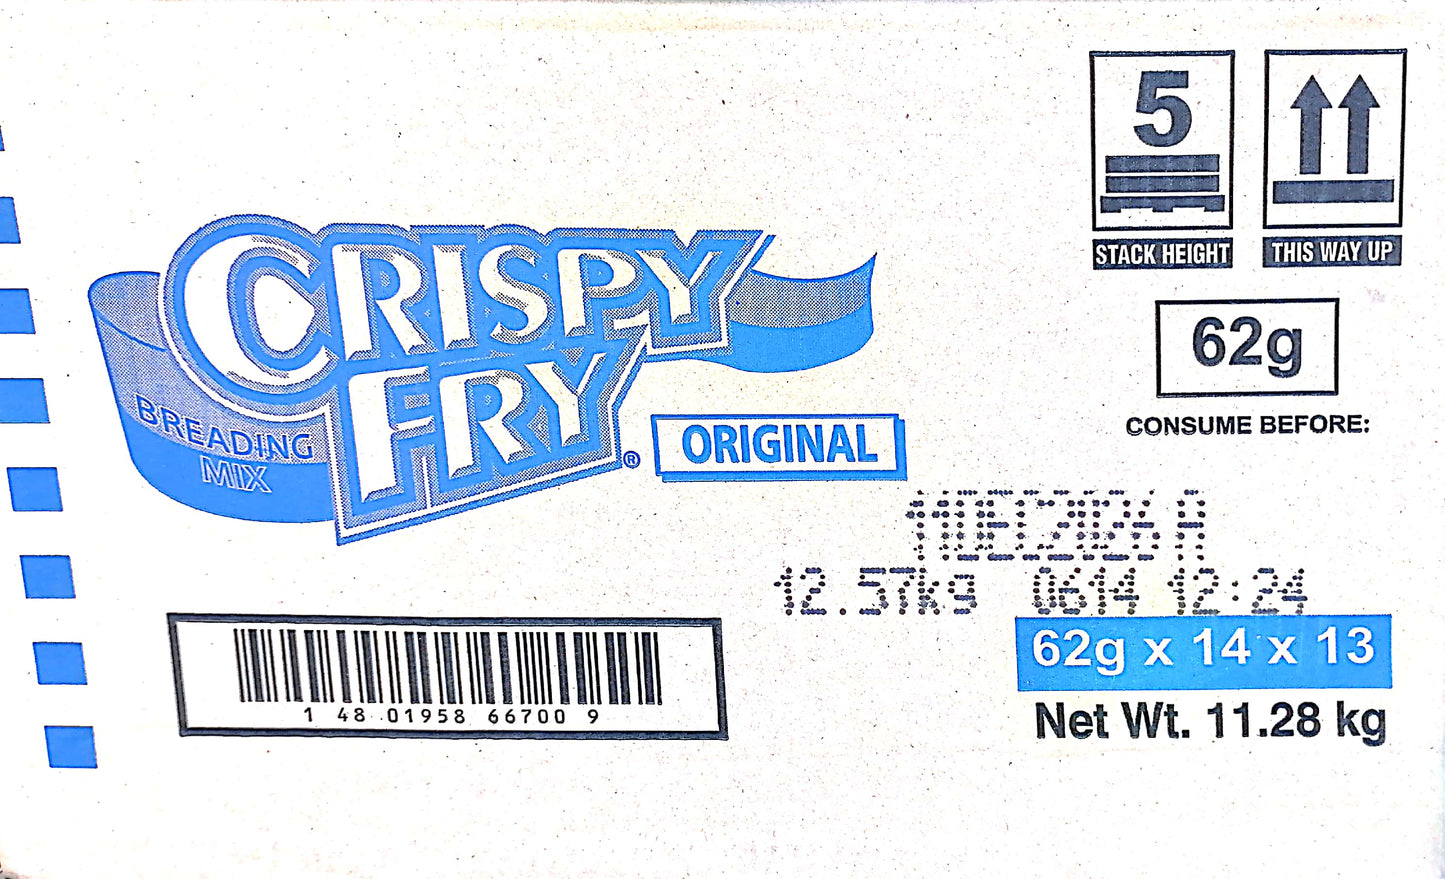 5
STACK HEIGHT
THIS WAY UP
62g
CONSUME BEFORE:
CRISPY
FRY®
BREADING
MIX
ORIGINAL
11DEC2026 A
12.57kg 0614 12:24
62g x 14 x 13
Net Wt. 11.28 kg
1 48 01958 66700 9